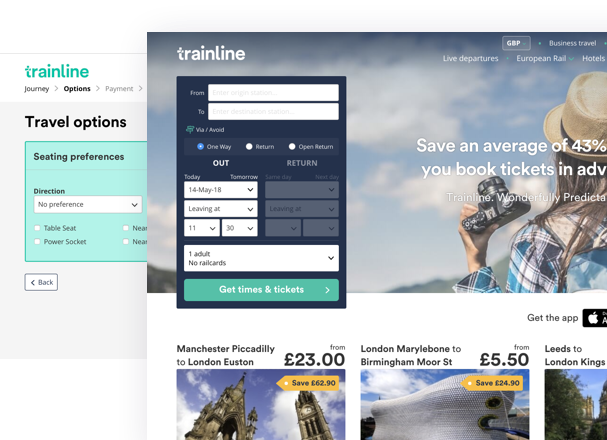 trainline
Journey > Options > Payment >
Travel options
Seating preferences
Direction
No preference
Table Seat
Near
Power Socket
Near
Back
trainline
GBP
Business travel
Live departures
European Rail
Hotels
From
Enter origin station...
To
Enter destination station...
Via / Avoid
One Way
Return
Open Return
OUT
RETURN
Today
Tomorrow
Same day
Next day
14-May-18
Leaving at
Leaving at
11
30
1 adult
No railcards
Get times & tickets
Save an average of 43%
you book tickets in adv
Trainline. Wonderfully Predicta
Get the app
Manchester Piccadilly
to London Euston
from
£23.00
Save £62.90
London Marylebone to
Birmingham Moor St
from
£5.50
Save £24.90
Leeds to
London Kings